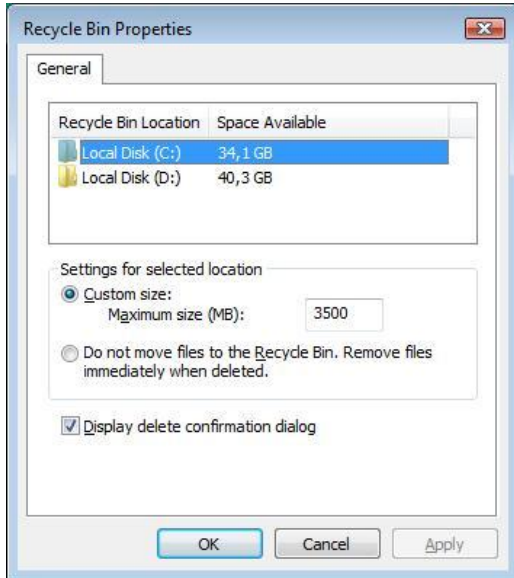 Recycle Bin Properties
General
Recycle Bin Location Space Available
Local Disk (C:) 34,1 GB
Local Disk (D:) 40,3 GB
Settings for selected location
Custom size:
Maximum size (MB): 3500
Do not move files to the Recycle Bin. Remove files
immediately when deleted.
Display delete confirmation dialog
OK Cancel Apply